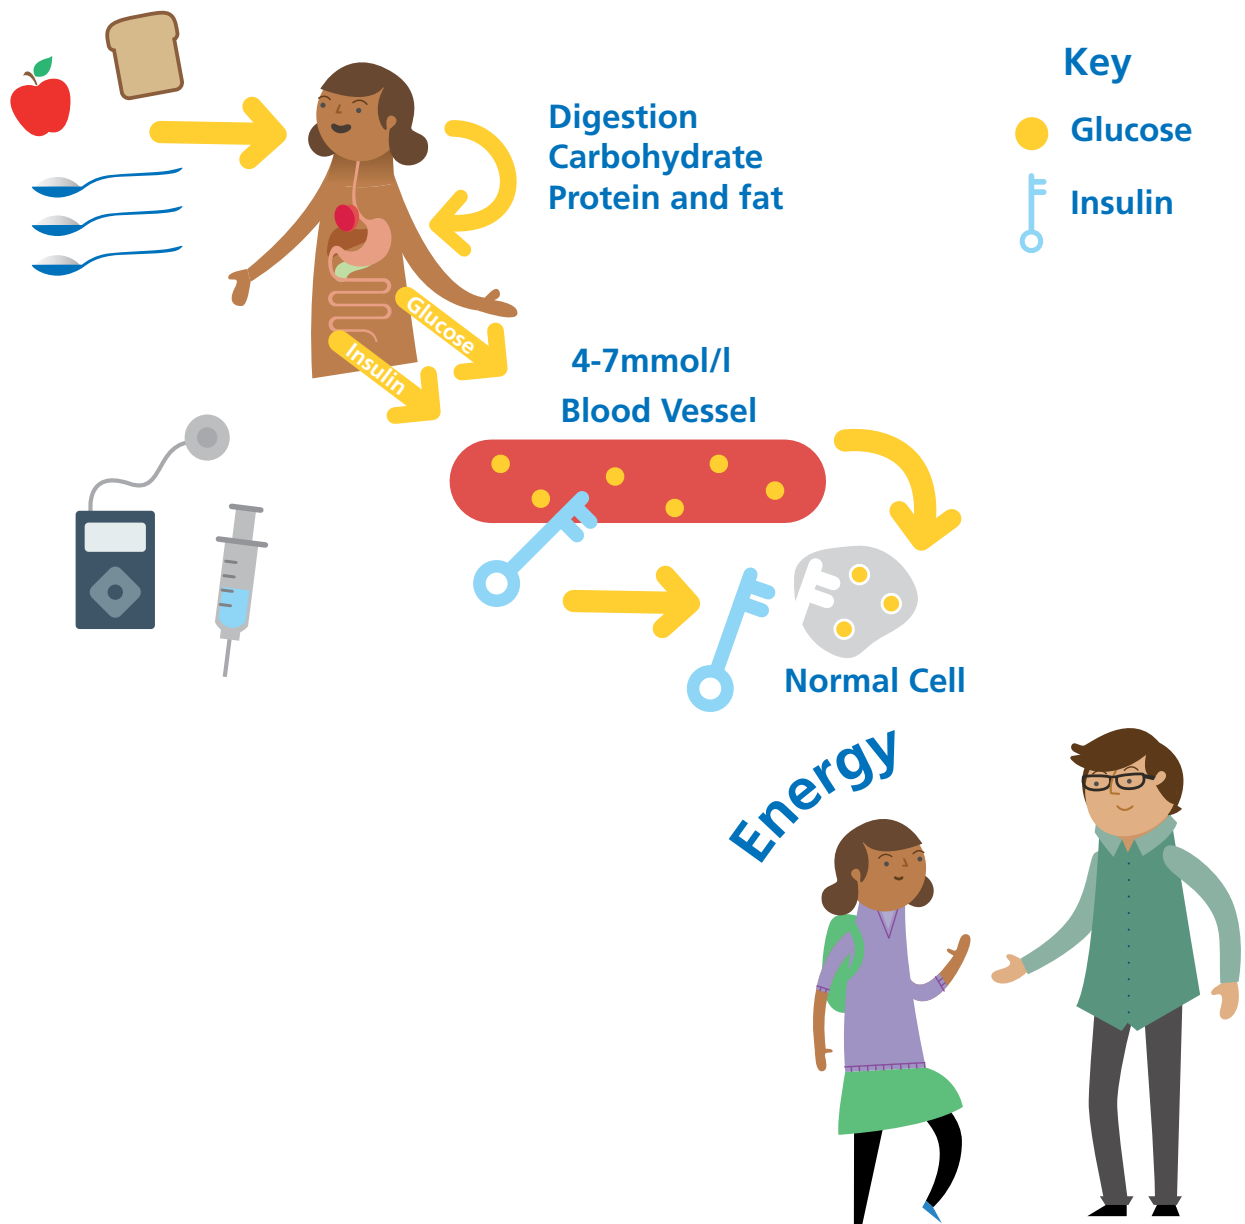 Key
Glucose
Insulin
Digestion
Carbohydrate
Protein and fat
Glucose
Insulin
4-7mmol/l
Blood Vessel
Normal Cell
Energy